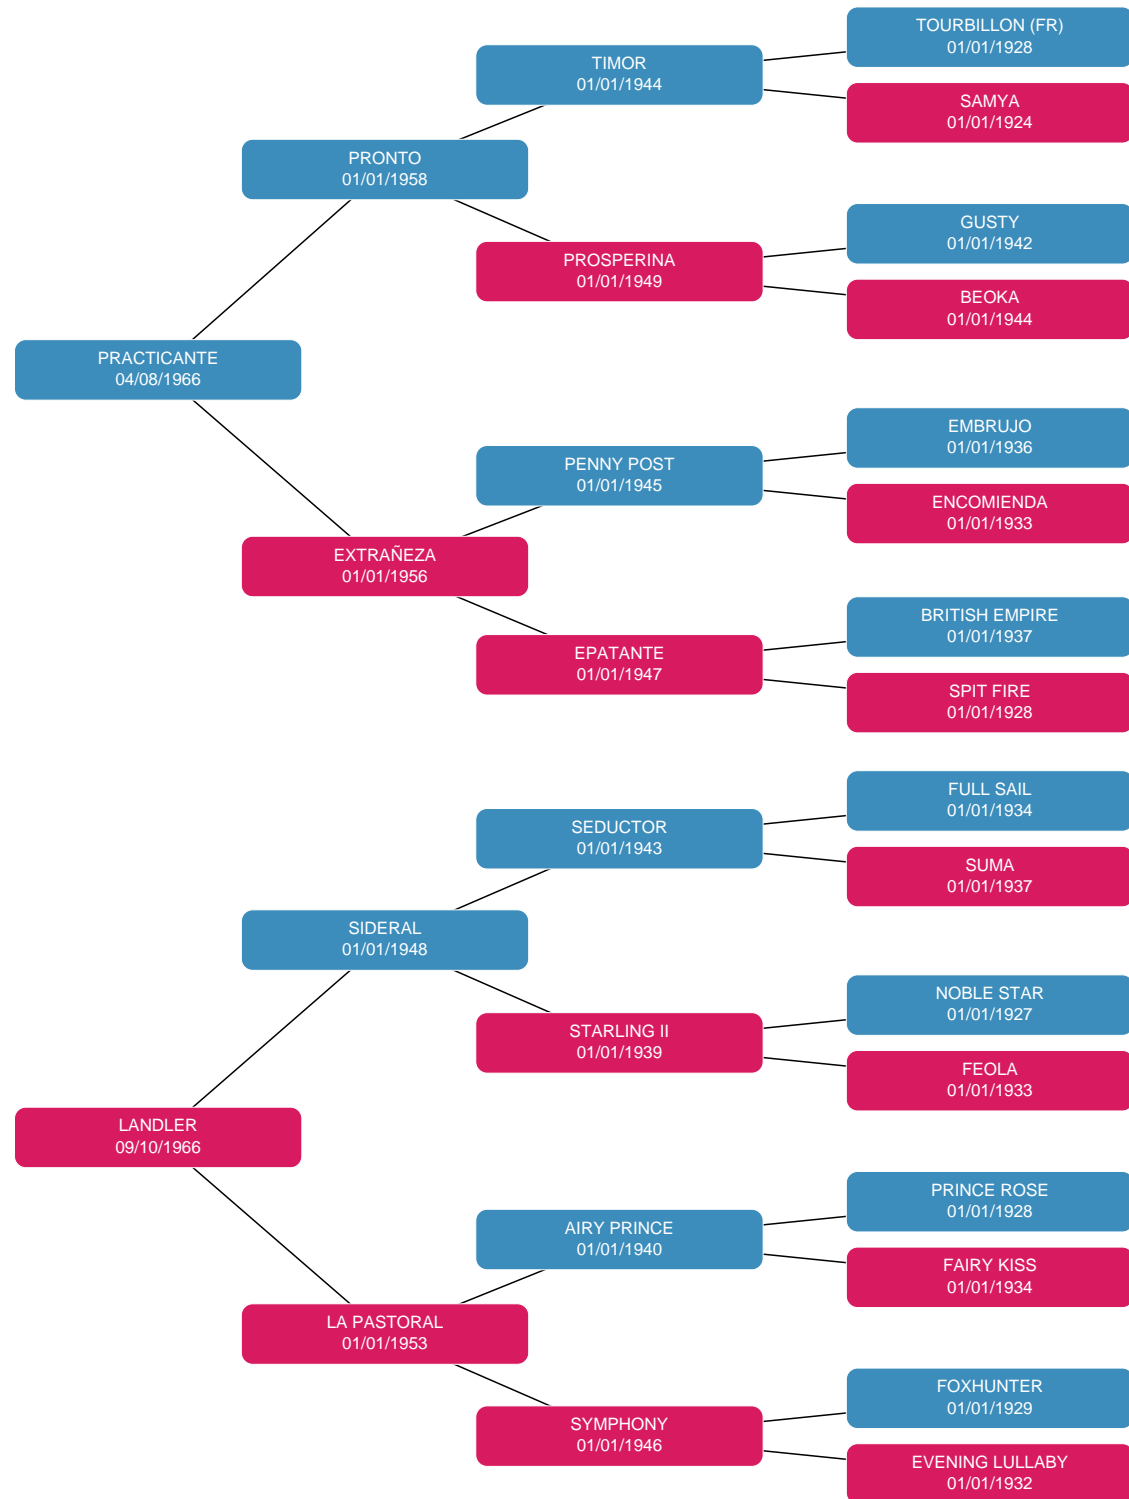 TOURBILLON (FR)
01/01/1928
TIMOR
01/01/1944
SAMYA
01/01/1924
PRONTO
01/01/1958
GUSTY
01/01/1942
PROSPERINA
01/01/1949
BEOKA
01/01/1944
PRACTICANTE
04/08/1966
EMBRUJO
01/01/1936
PENNY POST
01/01/1945
ENCOMIENDA
01/01/1933
EXTRAÑEZA
01/01/1956
BRITISH EMPIRE
01/01/1937
EPATANTE
01/01/1947
SPIT FIRE
01/01/1928
FULL SAIL
01/01/1934
SEDUCTOR
01/01/1943
SUMA
01/01/1937
SIDERAL
01/01/1948
NOBLE STAR
01/01/1927
STARLING II
01/01/1939
FEOLA
01/01/1933
LANDLER
09/10/1966
PRINCE ROSE
01/01/1928
AIRY PRINCE
01/01/1940
FAIRY KISS
01/01/1934
LA PASTORAL
01/01/1953
FOXHUNTER
01/01/1929
SYMPHONY
01/01/1946
EVENING LULLABY
01/01/1932